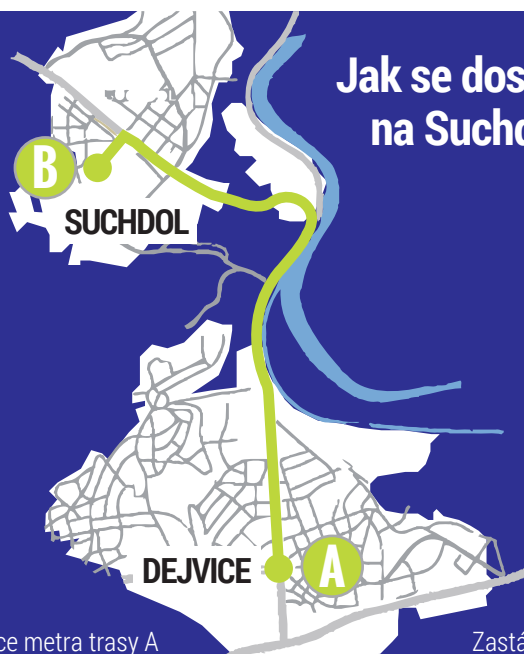 Jak se dos
na Sucho
B
SUCHDOL
DEJVICE
A
ce metra trasy A
Zastá